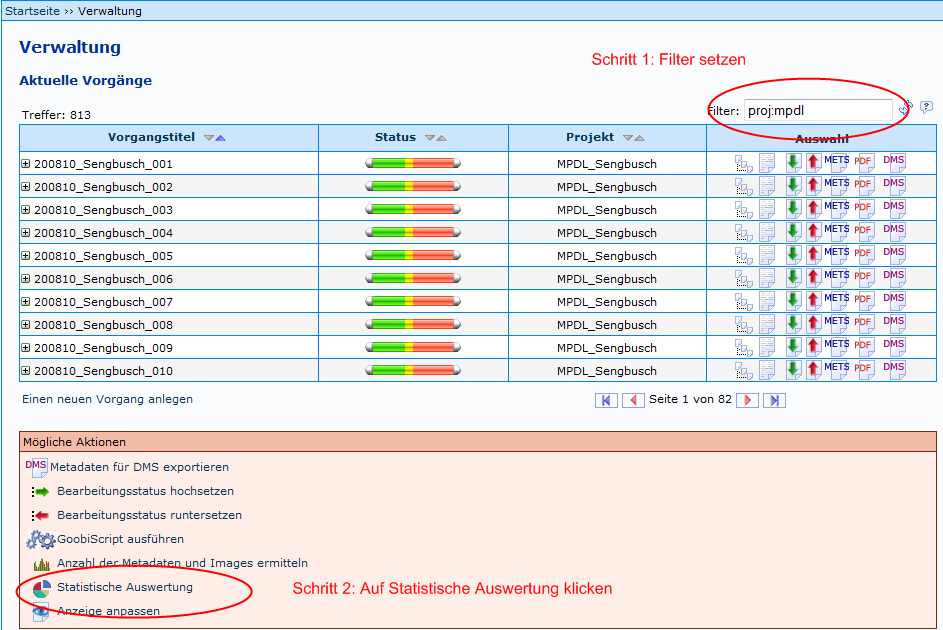 Startseite >> Verwaltung
Verwaltung
Schritt 1: Filter setzen
Aktuelle Vorgänge
Treffer: 813
Filter: proj:mpdl
Vorgangstitel Status Projekt Auswahl
200810_Sengbusch_001 MPDL_Sengbusch METS PDF DMS
200810_Sengbusch_002 MPDL_Sengbusch METS PDF DMS
200810_Sengbusch_003 MPDL_Sengbusch METS PDF DMS
200810_Sengbusch_004 MPDL_Sengbusch METS PDF DMS
200810_Sengbusch_005 MPDL_Sengbusch METS PDF DMS
200810_Sengbusch_006 MPDL_Sengbusch METS PDF DMS
200810_Sengbusch_007 MPDL_Sengbusch METS PDF DMS
200810_Sengbusch_008 MPDL_Sengbusch METS PDF DMS
200810_Sengbusch_009 MPDL_Sengbusch METS PDF DMS
200810_Sengbusch_010 MPDL_Sengbusch METS PDF DMS
Einen neuen Vorgang anlegen
Seite 1 von 82
Mögliche Aktionen
DMS Metadaten für DMS exportieren
Bearbeitungsstatus hochsetzen
Bearbeitungsstatus runtersetzen
GoobiScript ausführen
Anzahl der Metadaten und Images ermitteln
Statistische Auswertung
Schritt 2: Auf Statistische Auswertung klicken
Anzeige anpassen